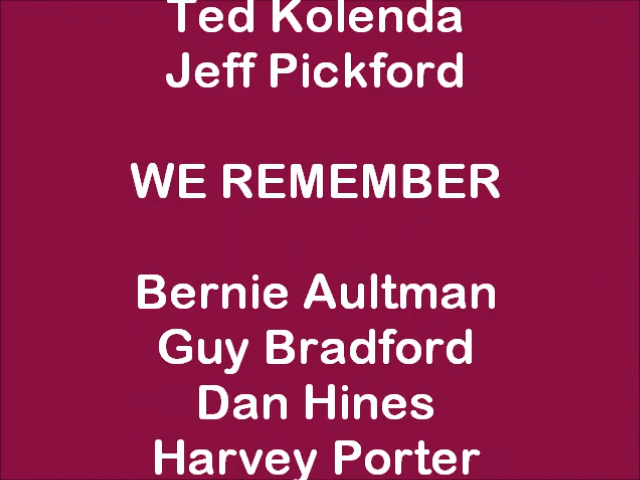 Ted Kolenda
Jeff Pickford
WE REMEMBER
Bernie Aultman
Guy Bradford
Dan Hines
Harvey Porter